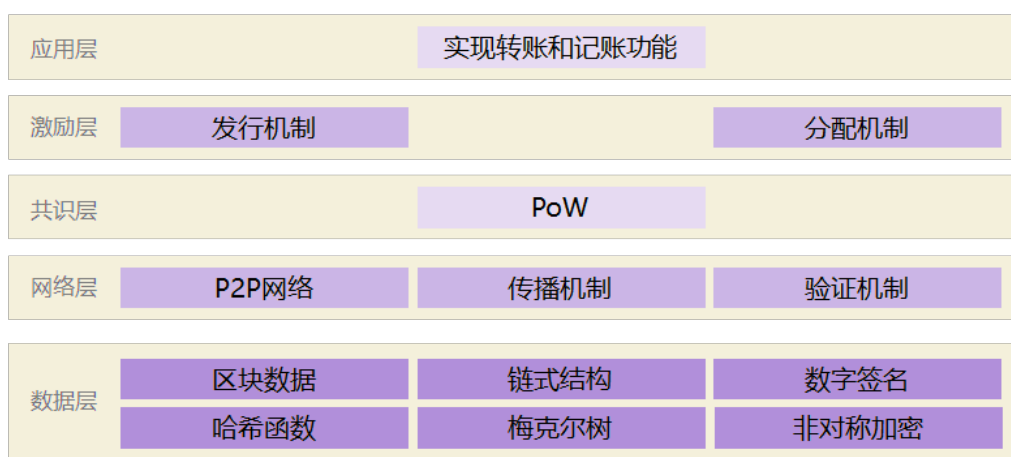 应用层 实现转账和记账功能
激励层 发行机制 分配机制
共识层 PoW
网络层 P2P网络 传播机制 验证机制
数据层
区块数据 链式结构 数字签名
哈希函数 梅克尔树 非对称加密